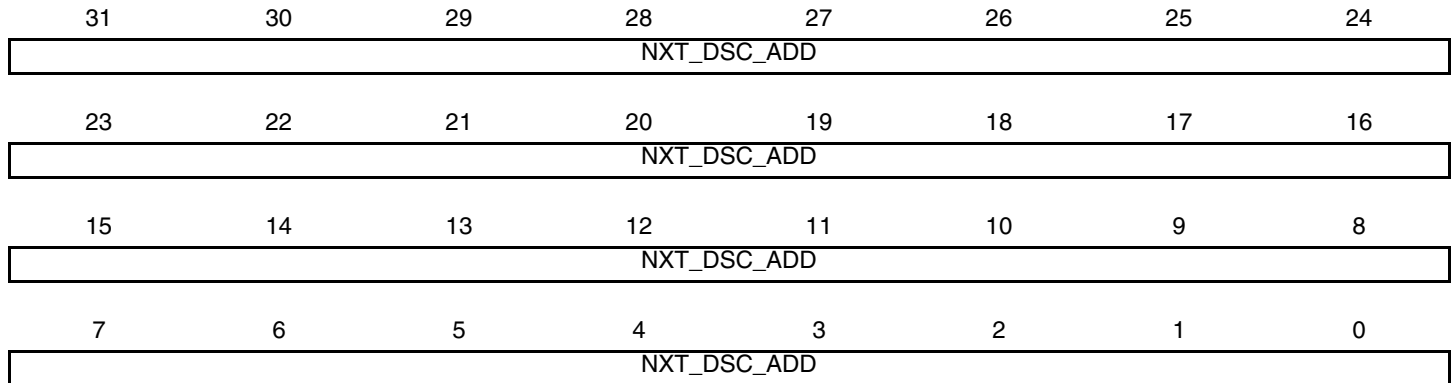 31 30 29 28 27 26 25 24
NXT_DSC_ADD
23 22 21 20 19 18 17 16
NXT_DSC_ADD
15 14 13 12 11 10 9 8
NXT_DSC_ADD
7 6 5 4 3 2 1 0
NXT_DSC_ADD